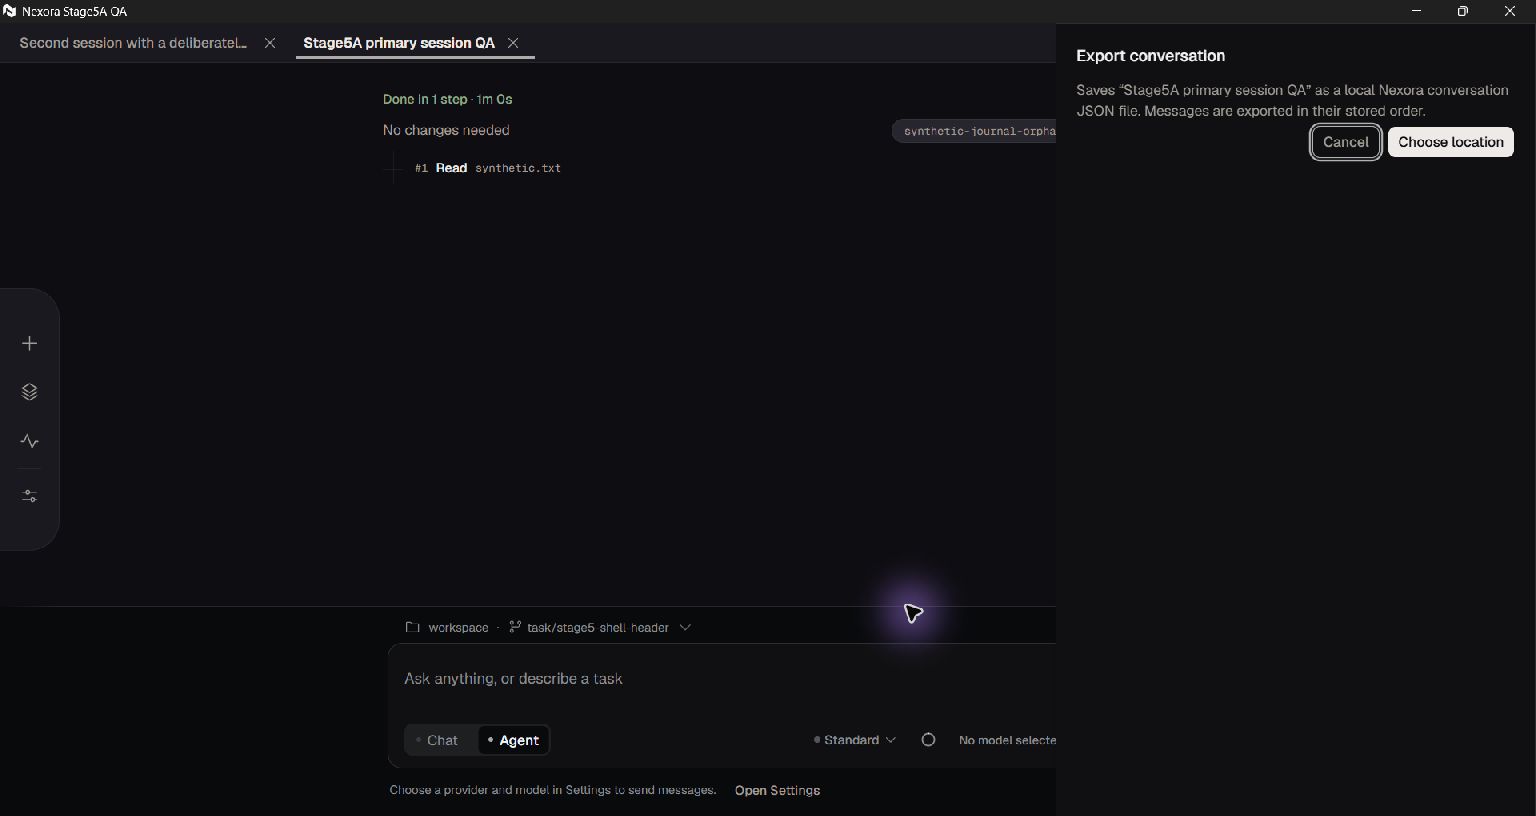 Nexora Stage5A QA
Second session with a deliberatel...
Stage5A primary session QA
Done in 1 step · 1m 0s
No changes needed
synthetic-journal-orpha
#1 Read synthetic.txt
Export conversation
Saves “Stage5A primary session QA” as a local Nexora conversation
JSON file. Messages are exported in their stored order.
Cancel
Choose location
workspace · task/stage5-shell-header
Ask anything, or describe a task
Chat
Agent
Standard
No model selecte
Choose a provider and model in Settings to send messages.
Open Settings